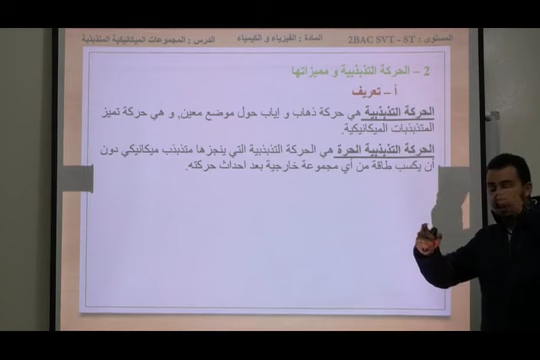 المستوى : 2BAC SVT - ST المادة : الفيزياء و الكيمياء الدرس : المجموعات الميكانيكية المتذبذبة
2 – الحركة التذبذبية و مميزاتها
أ – تعريف
الحركة التذبذبية هي حركة ذهاب و إياب حول موضع معين, و هي حركة تميز
المتذبذبات الميكانيكية.
الحركة التذبذبية الحرة هي الحركة التذبذبية التي ينجزها متذبذب ميكانيكي دون
أن يكسب طاقة من أي مجموعة خارجية بعد احداث حركته.